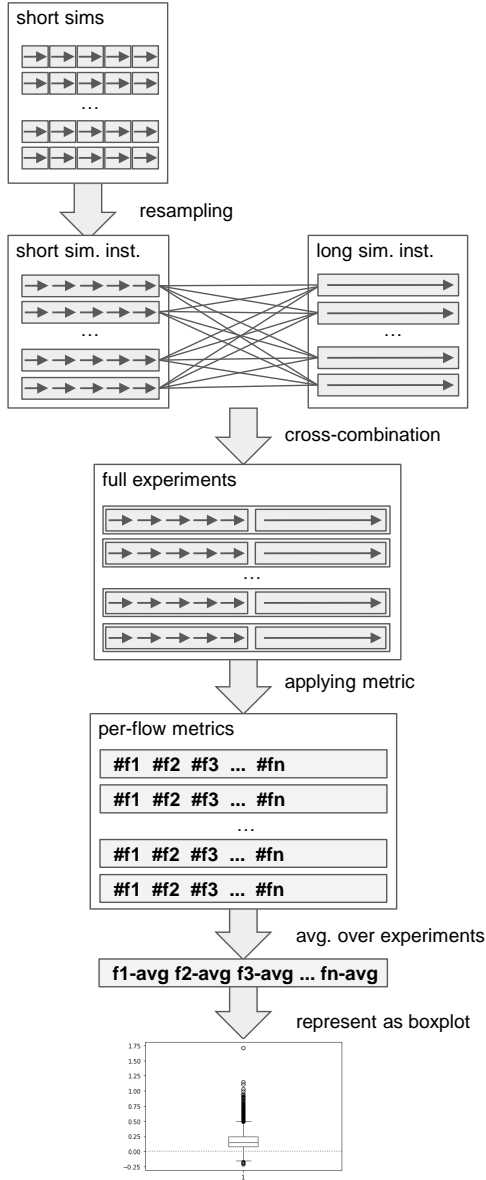 short sims
...
resampling
short sim. inst.
long sim. inst.
...
...
cross-combination
full experiments
...
applying metric
per-flow metrics
#f1 #f2 #f3 ... #fn
#f1 #f2 #f3 ... #fn
...
#f1 #f2 #f3 ... #fn
#f1 #f2 #f3 ... #fn
avg. over experiments
f1-avg f2-avg f3-avg ... fn-avg
represent as boxplot
1.75
1.50
1.25
1.00
0.75
0.50
0.25
0.00
−0.25
1